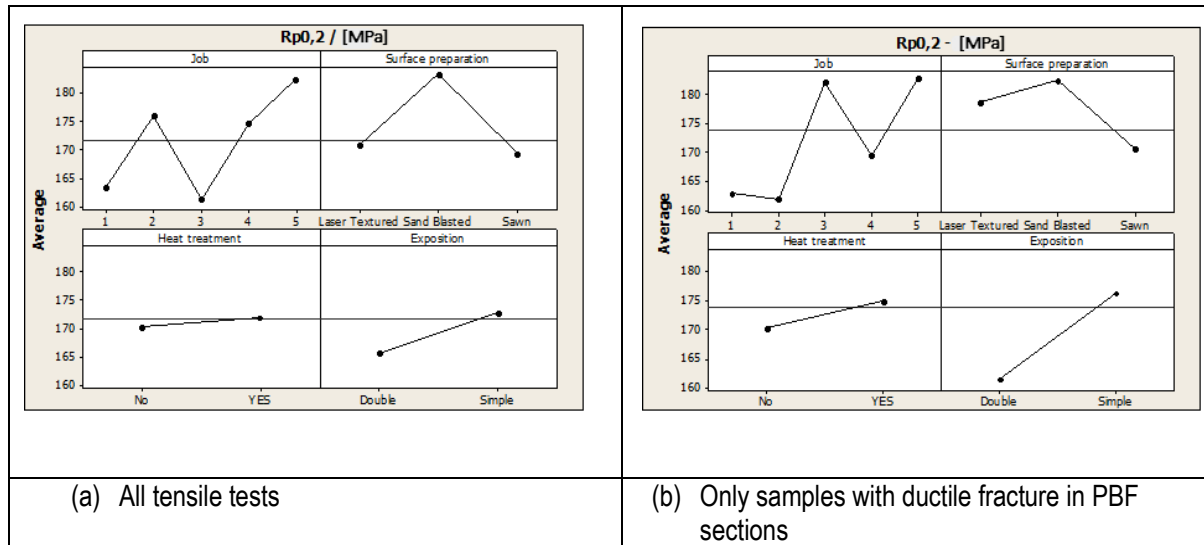 Rp0,2 / [MPa]
Job
Surface preparation
180
175
170
165
160
1 2 3 4 5
Laser Textured Sand Blasted Sawn
Heat treatment
Exposition
180
175
170
165
160
No YES
Double Simple
Average
(a) All tensile tests
Rp0,2 - [MPa]
Job
Surface preparation
180
175
170
165
160
1 2 3 4 5
Laser Textured Sand Blasted Sawn
Heat treatment
Exposition
180
175
170
165
160
No YES
Double Simple
Average
(b) Only samples with ductile fracture in PBF
sections